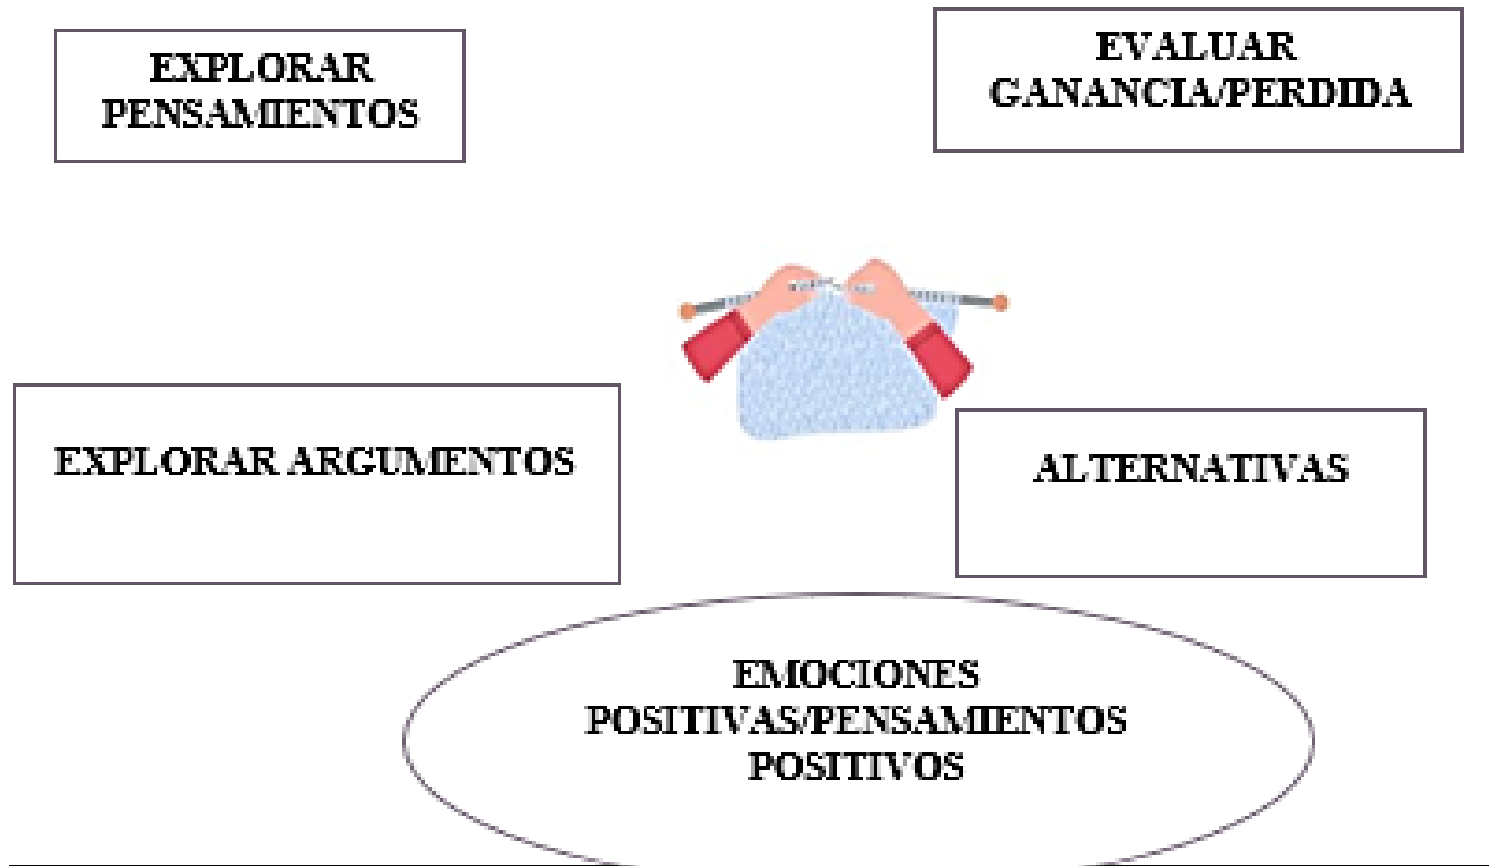 EXPLORAR
PENSAMIENTOS
EVALUAR
GANANCIA/PERDIDA
EXPLORAR ARGUMENTOS
ALTERNATIVAS
EMOCIONES
POSITIVAS/PENSAMIENTOS
POSITIVOS